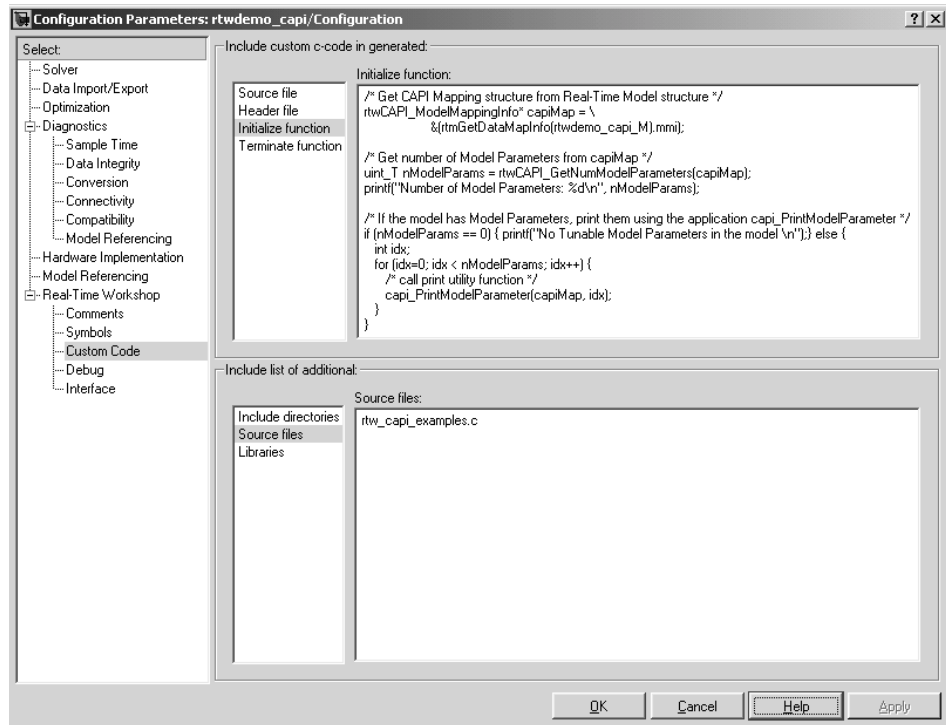 Configuration Parameters: rtwdemo_capi/Configuration
Select:
Solver
Data Import/Export
Optimization
Diagnostics
Sample Time
Data Integrity
Conversion
Connectivity
Compatibility
Model Referencing
Hardware Implementation
Model Referencing
Real-Time Workshop
Comments
Symbols
Custom Code
Debug
Interface
Include custom c-code in generated:
Source file
Header file
Initialize function
Terminate function
Initialize function:
/* Get CAPI Mapping structure from Real-Time Model structure */
rtwCAPI_ModelMappingInfo* capiMap = \
&(rtmGetDataMapInfo(rtwdemo_capi_M).mmi);
/* Get number of Model Parameters from capiMap */
uint_T nModelParams = rtwCAPI_GetNumModelParameters(capiMap);
printf("Number of Model Parameters: %d\n", nModelParams);
/* If the model has Model Parameters, print them using the application capi_PrintModelParameter */
if (nModelParams == 0) { printf("No Tunable Model Parameters in the model \n");} else {
int idx;
for (idx=0; idx < nModelParams; idx++) {
/* call print utility function */
capi_PrintModelParameter(capiMap, idx);
}
}
Include list of additional:
Include directories
Source files
Libraries
Source files:
rtw_capi_examples.c
OK
Cancel
Help
Apply